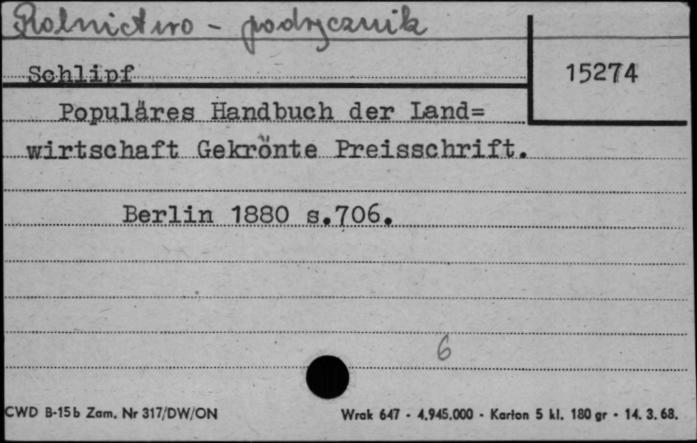 Rolnictwo - podręcznik
Schlipf
15274
Populäres Handbuch der Land=
wirtschaft Gekrönte Preisschrift.
Berlin 1880 s.706.
6
CWD B-15b Zam. Nr 317/DW/ON
Wrak 647 - 4.945.000 - Karton 5 kl. 180 gr - 14. 3. 68.